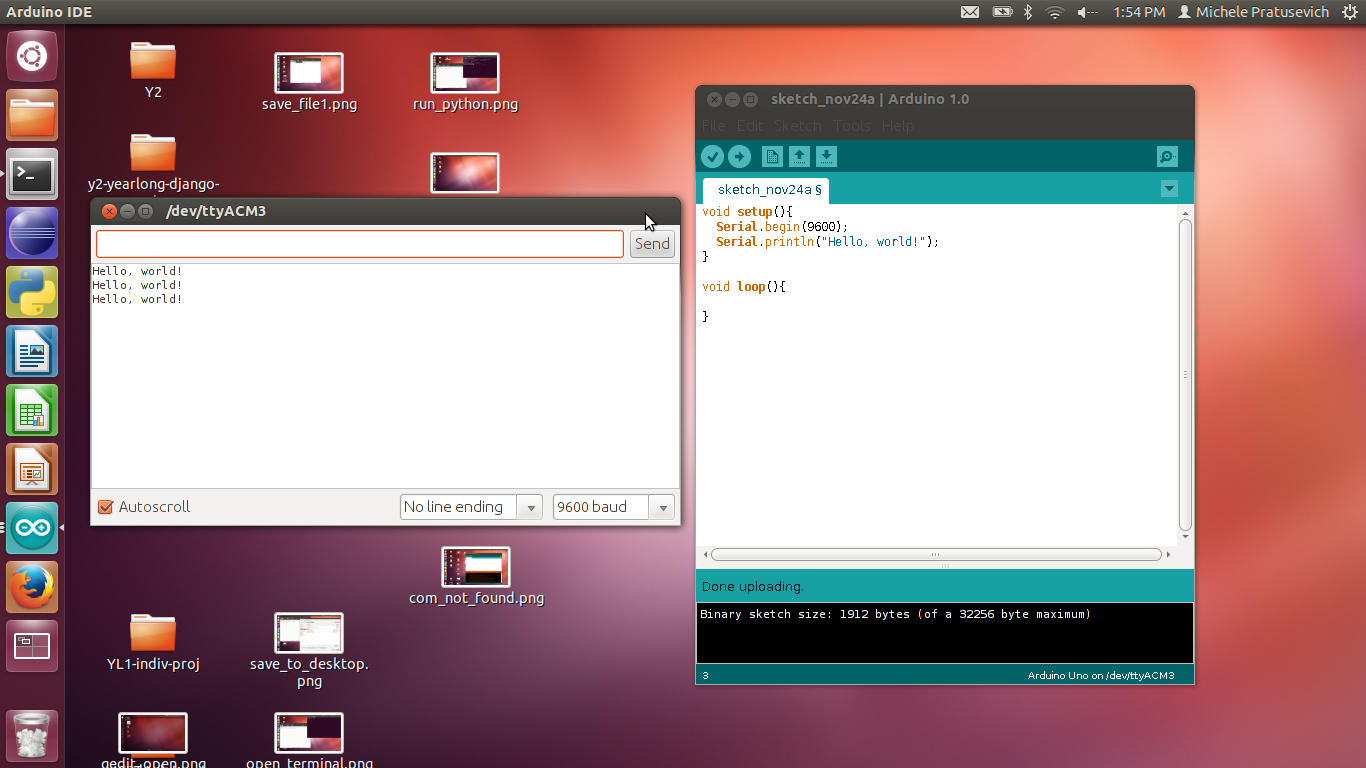 Arduino IDE
1:54 PM
Michele Pratusevich
Y2
save_file1.png
run_python.png
y2-yearlong-django-
/dev/ttyACM3
Send
Hello, world!
Hello, world!
Hello, world!
Autoscroll
No line ending
9600 baud
com_not_found.png
YL1-indiv-proj
save_to_desktop.
png
gedit_open.png
open_terminal.png
sketch_nov24a | Arduino 1.0
File Edit Sketch Tools Help
sketch_nov24a §
void setup(){
  Serial.begin(9600);
  Serial.println("Hello, world!");
}
void loop(){
}
Done uploading.
Binary sketch size: 1912 bytes (of a 32256 byte maximum)
3
Arduino Uno on /dev/ttyACM3